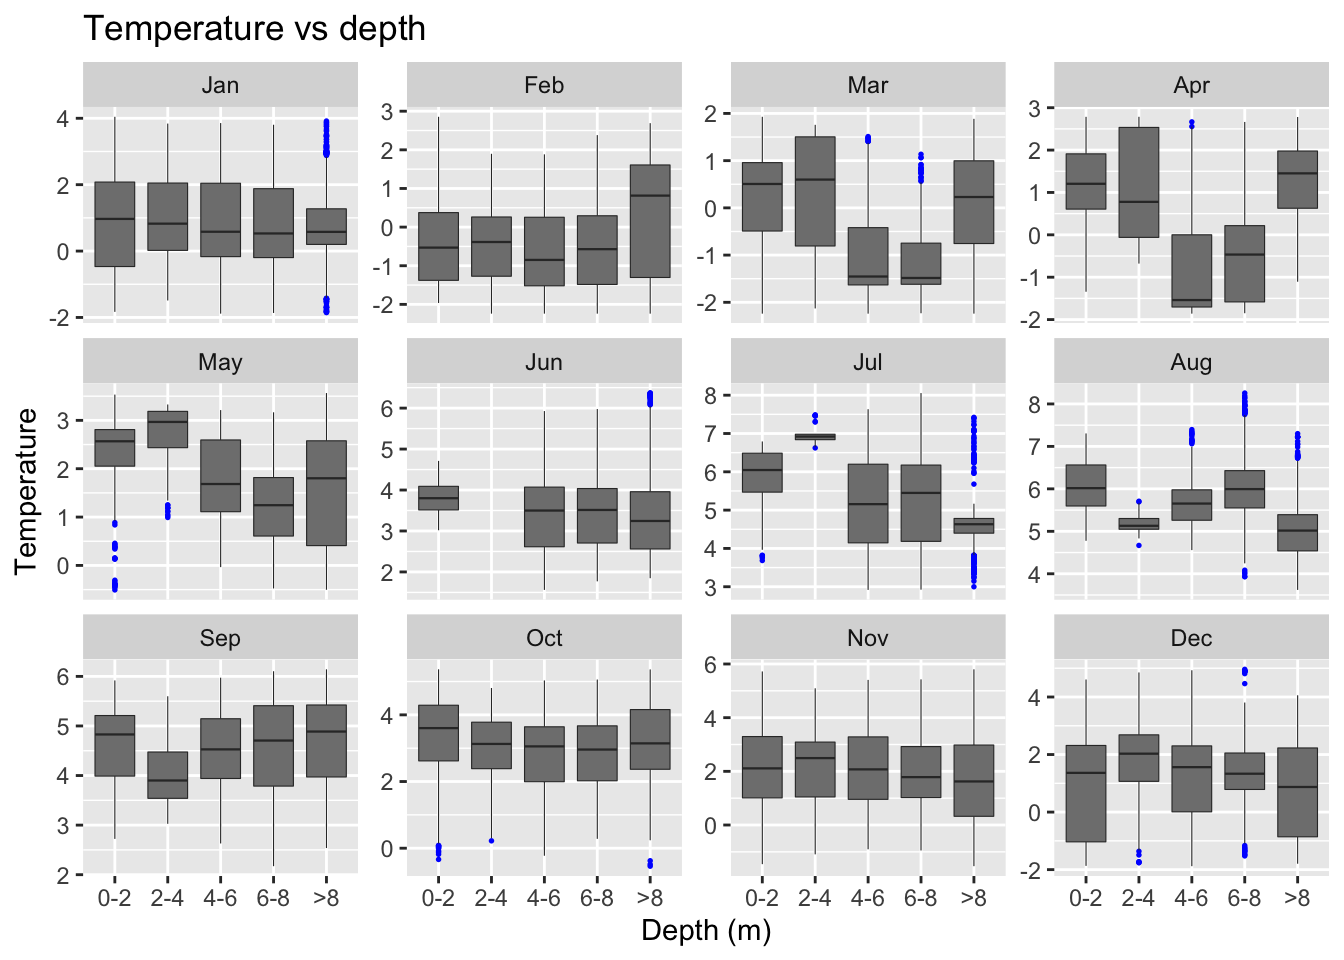 Temperature vs depth
Jan Feb Mar Apr
4 2 0 -2
3 2 1 0 -1 -2
2 1 0 -1 -2
3 2 1 0 -1 -2
May Jun Jul Aug
3 2 1 0
6 5 4 3 2
8 7 6 5 4 3
8 7 6 5 4
Temperature
Sep Oct Nov Dec
6 5 4 3 2
4 2 0
6 4 2 0
4 2 0 -2
0-2 2-4 4-6 6-8 >8 0-2 2-4 4-6 6-8 >8 0-2 2-4 4-6 6-8 >8 0-2 2-4 4-6 6-8 >8
Depth (m)